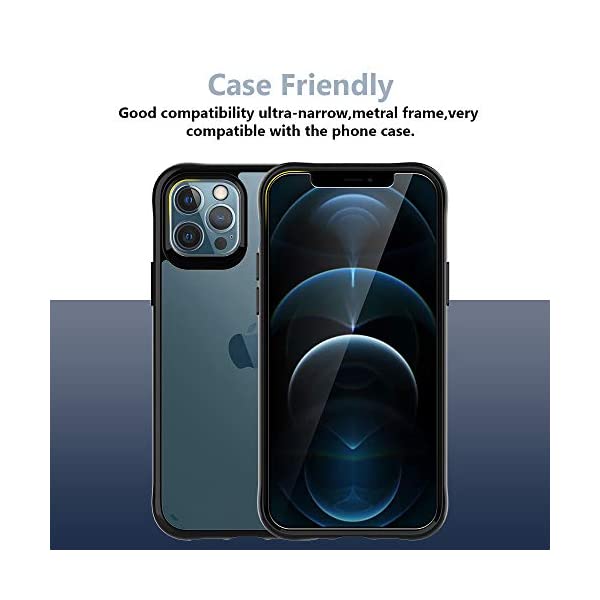 Case Friendly
Good compatibility ultra-narrow,metral frame,very
compatible with the phone case.